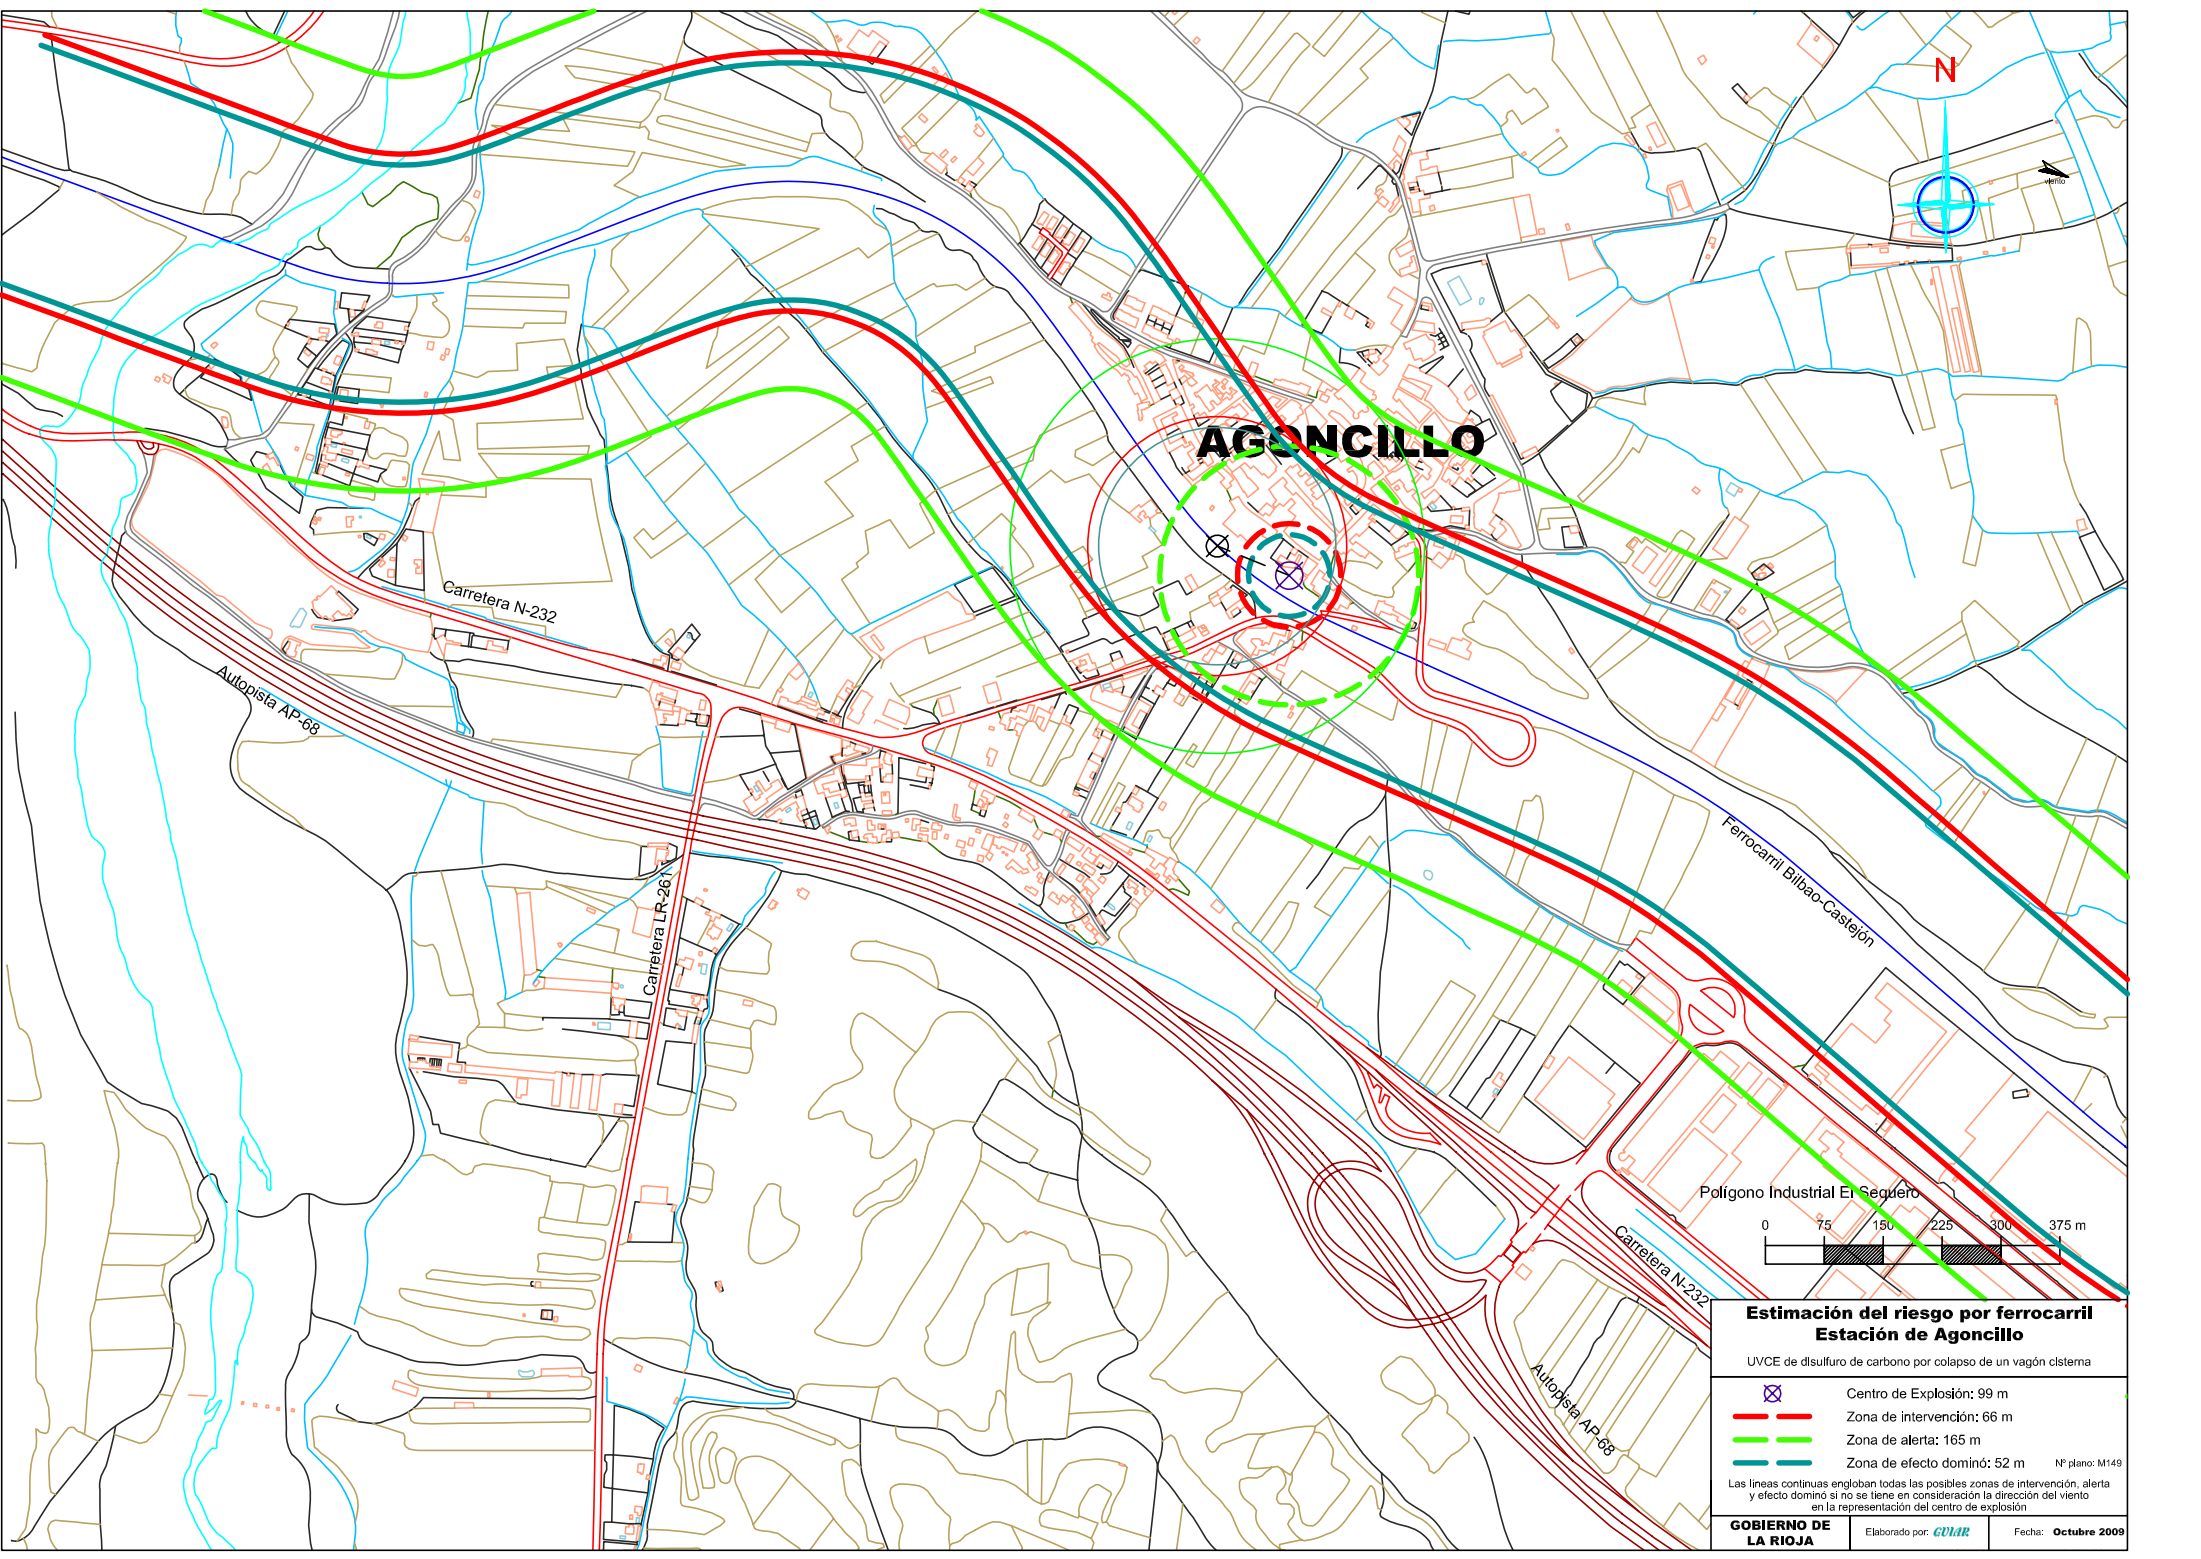 N
viento
AGONCILLO
Carretera N-232
Autopista AP-68
Ferrocarril Bilbao-Castejón
Carretera LR-261
Polígono Industrial El Sequero
0 75 150 225 300 375 m
Carretera N-232
Autopista AP-68
Estimación del riesgo por ferrocarril
Estación de Agoncillo
UVCE de disulfuro de carbono por colapso de un vagón cisterna
Centro de Explosión: 99 m
Zona de intervención: 66 m
Zona de alerta: 165 m
Zona de efecto dominó: 52 m
Nº plano: M149
Las líneas continuas engloban todas las posibles zonas de intervención, alerta
y efecto dominó si no se tiene en consideración la dirección del viento
en la representación del centro de explosión
GOBIERNO DE
LA RIOJA
Elaborado por: GUIAR
Fecha: Octubre 2009